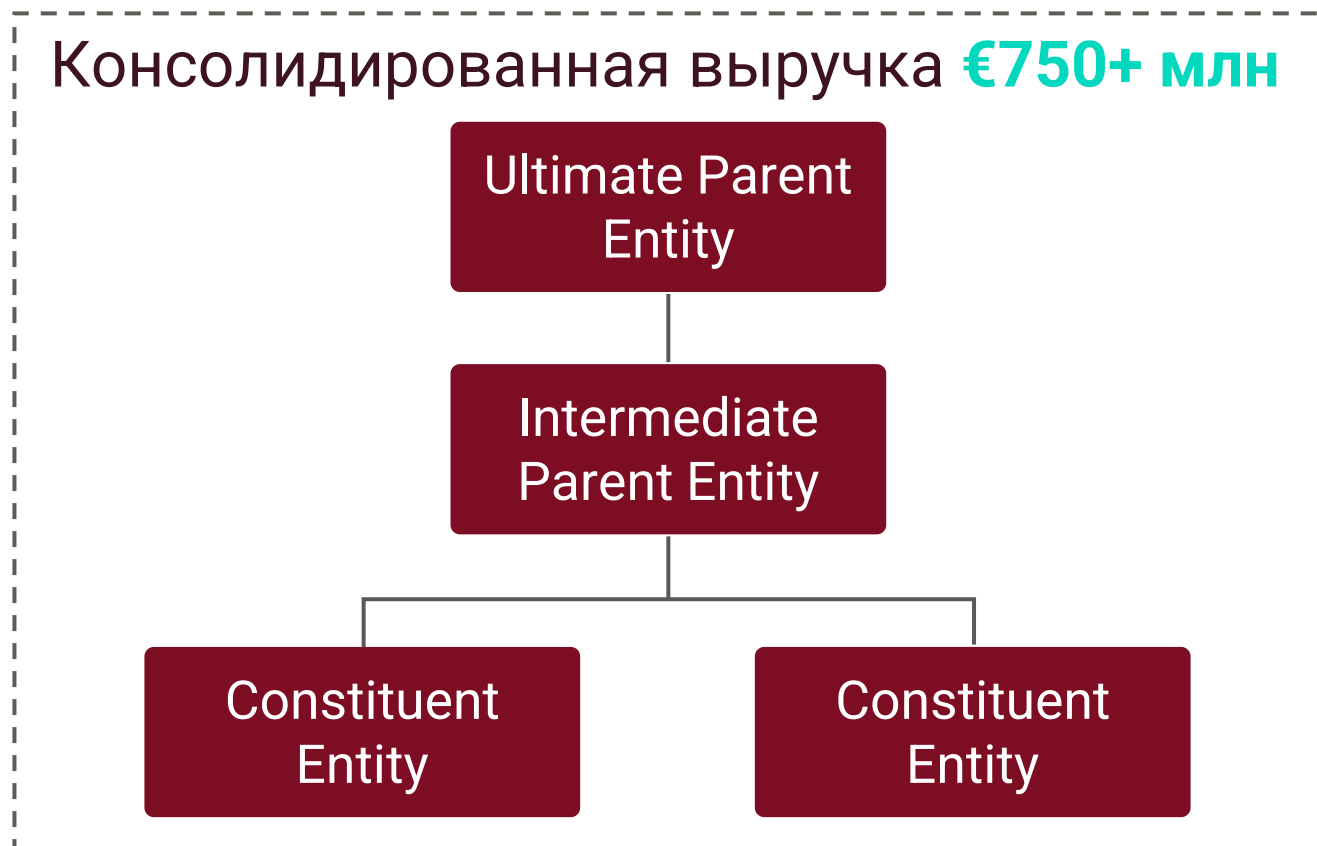 Консолидированная выручка €750+ млн
Ultimate Parent
Entity
Intermediate
Parent Entity
Constituent
Entity
Constituent
Entity